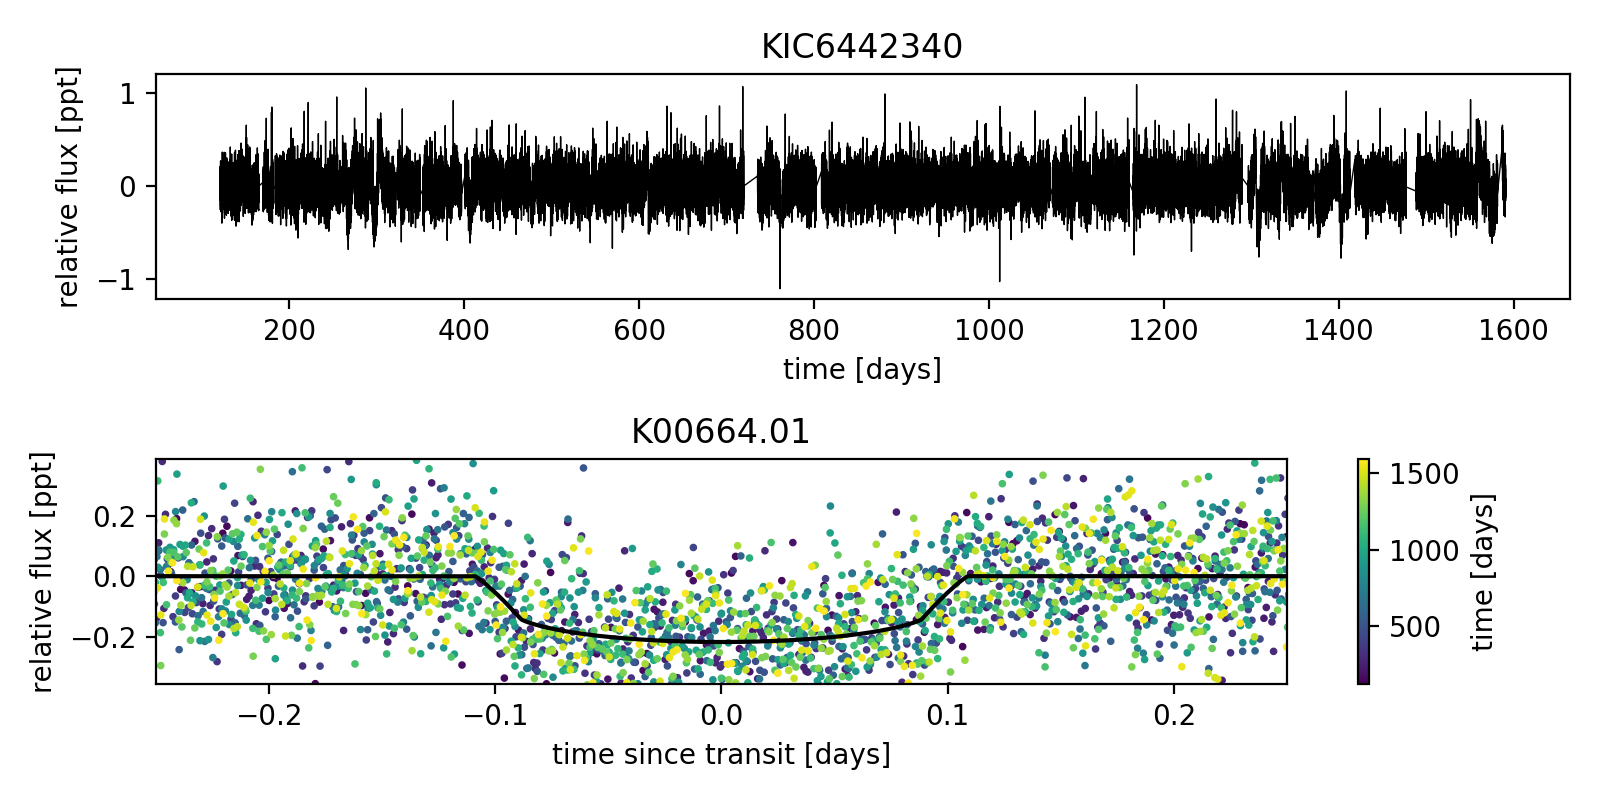 KIC6442340
relative flux [ppt]
1
0
−1
200 400 600 800 1000 1200 1400 1600
time [days]
K00664.01
relative flux [ppt]
0.2
0.0
−0.2
−0.2 −0.1 0.0 0.1 0.2
time since transit [days]
1500
1000
500
time [days]